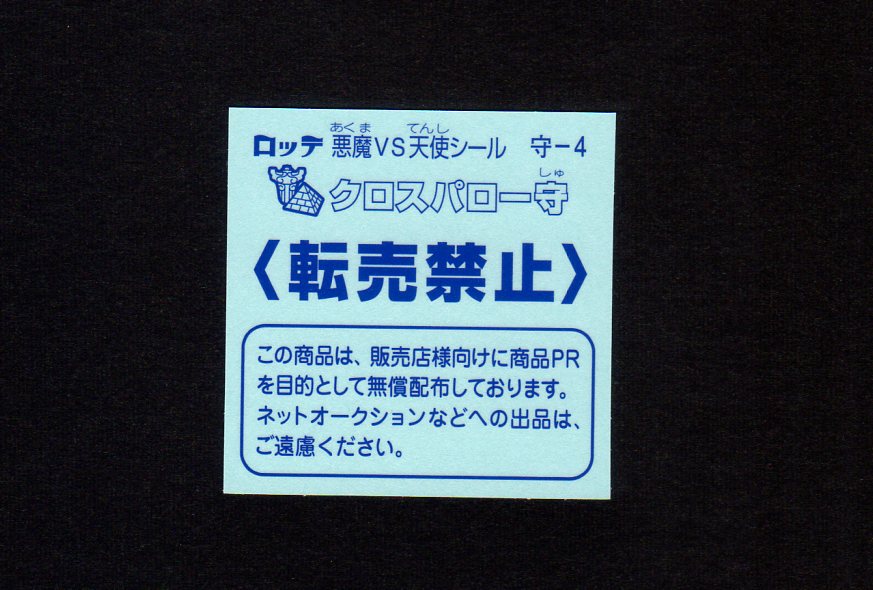 ロッテ 悪魔VS天使シール 守−4
あくま てんし
クロスパロー守
しゅ
〈転売禁止〉
この商品は、販売店様向けに商品PR
を目的として無償配布しております。
ネットオークションなどへの出品は、
ご遠慮ください。